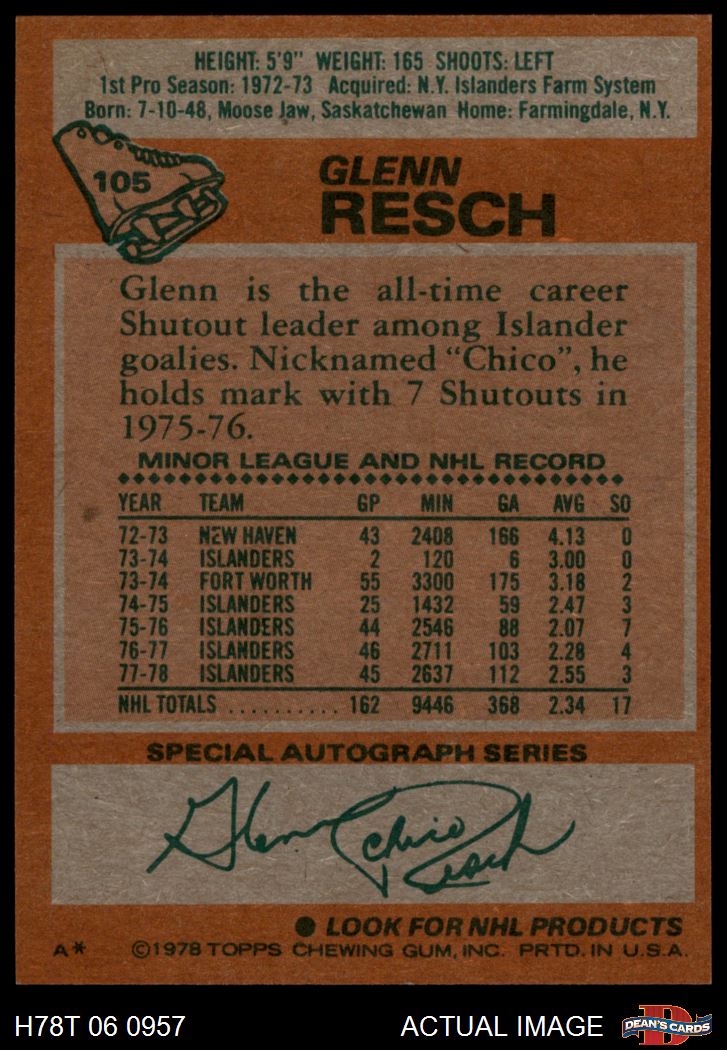 HEIGHT: 5'9" WEIGHT: 165 SHOOTS: LEFT
1st Pro Season: 1972-73 Acquired: N.Y. Islanders Farm System
Born: 7-10-48, Moose Jaw, Saskatchewan Home: Farmingdale, N.Y.
105
GLENN
RESCH
Glenn is the all-time career
Shutout leader among Islander
goalies. Nicknamed "Chico", he
holds mark with 7 Shutouts in
1975-76.
MINOR LEAGUE AND NHL RECORD
YEAR TEAM GP MIN GA AVG SO
72-73 NEW HAVEN 43 2408 166 4.13 0
73-74 ISLANDERS 2 120 6 3.00 0
73-74 FORT WORTH 55 3300 175 3.18 2
74-75 ISLANDERS 25 1432 59 2.47 3
75-76 ISLANDERS 44 2546 88 2.07 7
76-77 ISLANDERS 46 2711 103 2.28 4
77-78 ISLANDERS 45 2637 112 2.55 3
NHL TOTALS .......... 162 9446 368 2.34 17
SPECIAL AUTOGRAPH SERIES
Glenn Chico Resch
● LOOK FOR NHL PRODUCTS
A* ©1978 TOPPS CHEWING GUM, INC. PRTD. IN U.S.A.
H78T 06 0957 ACTUAL IMAGE D DEAN'S CARDS